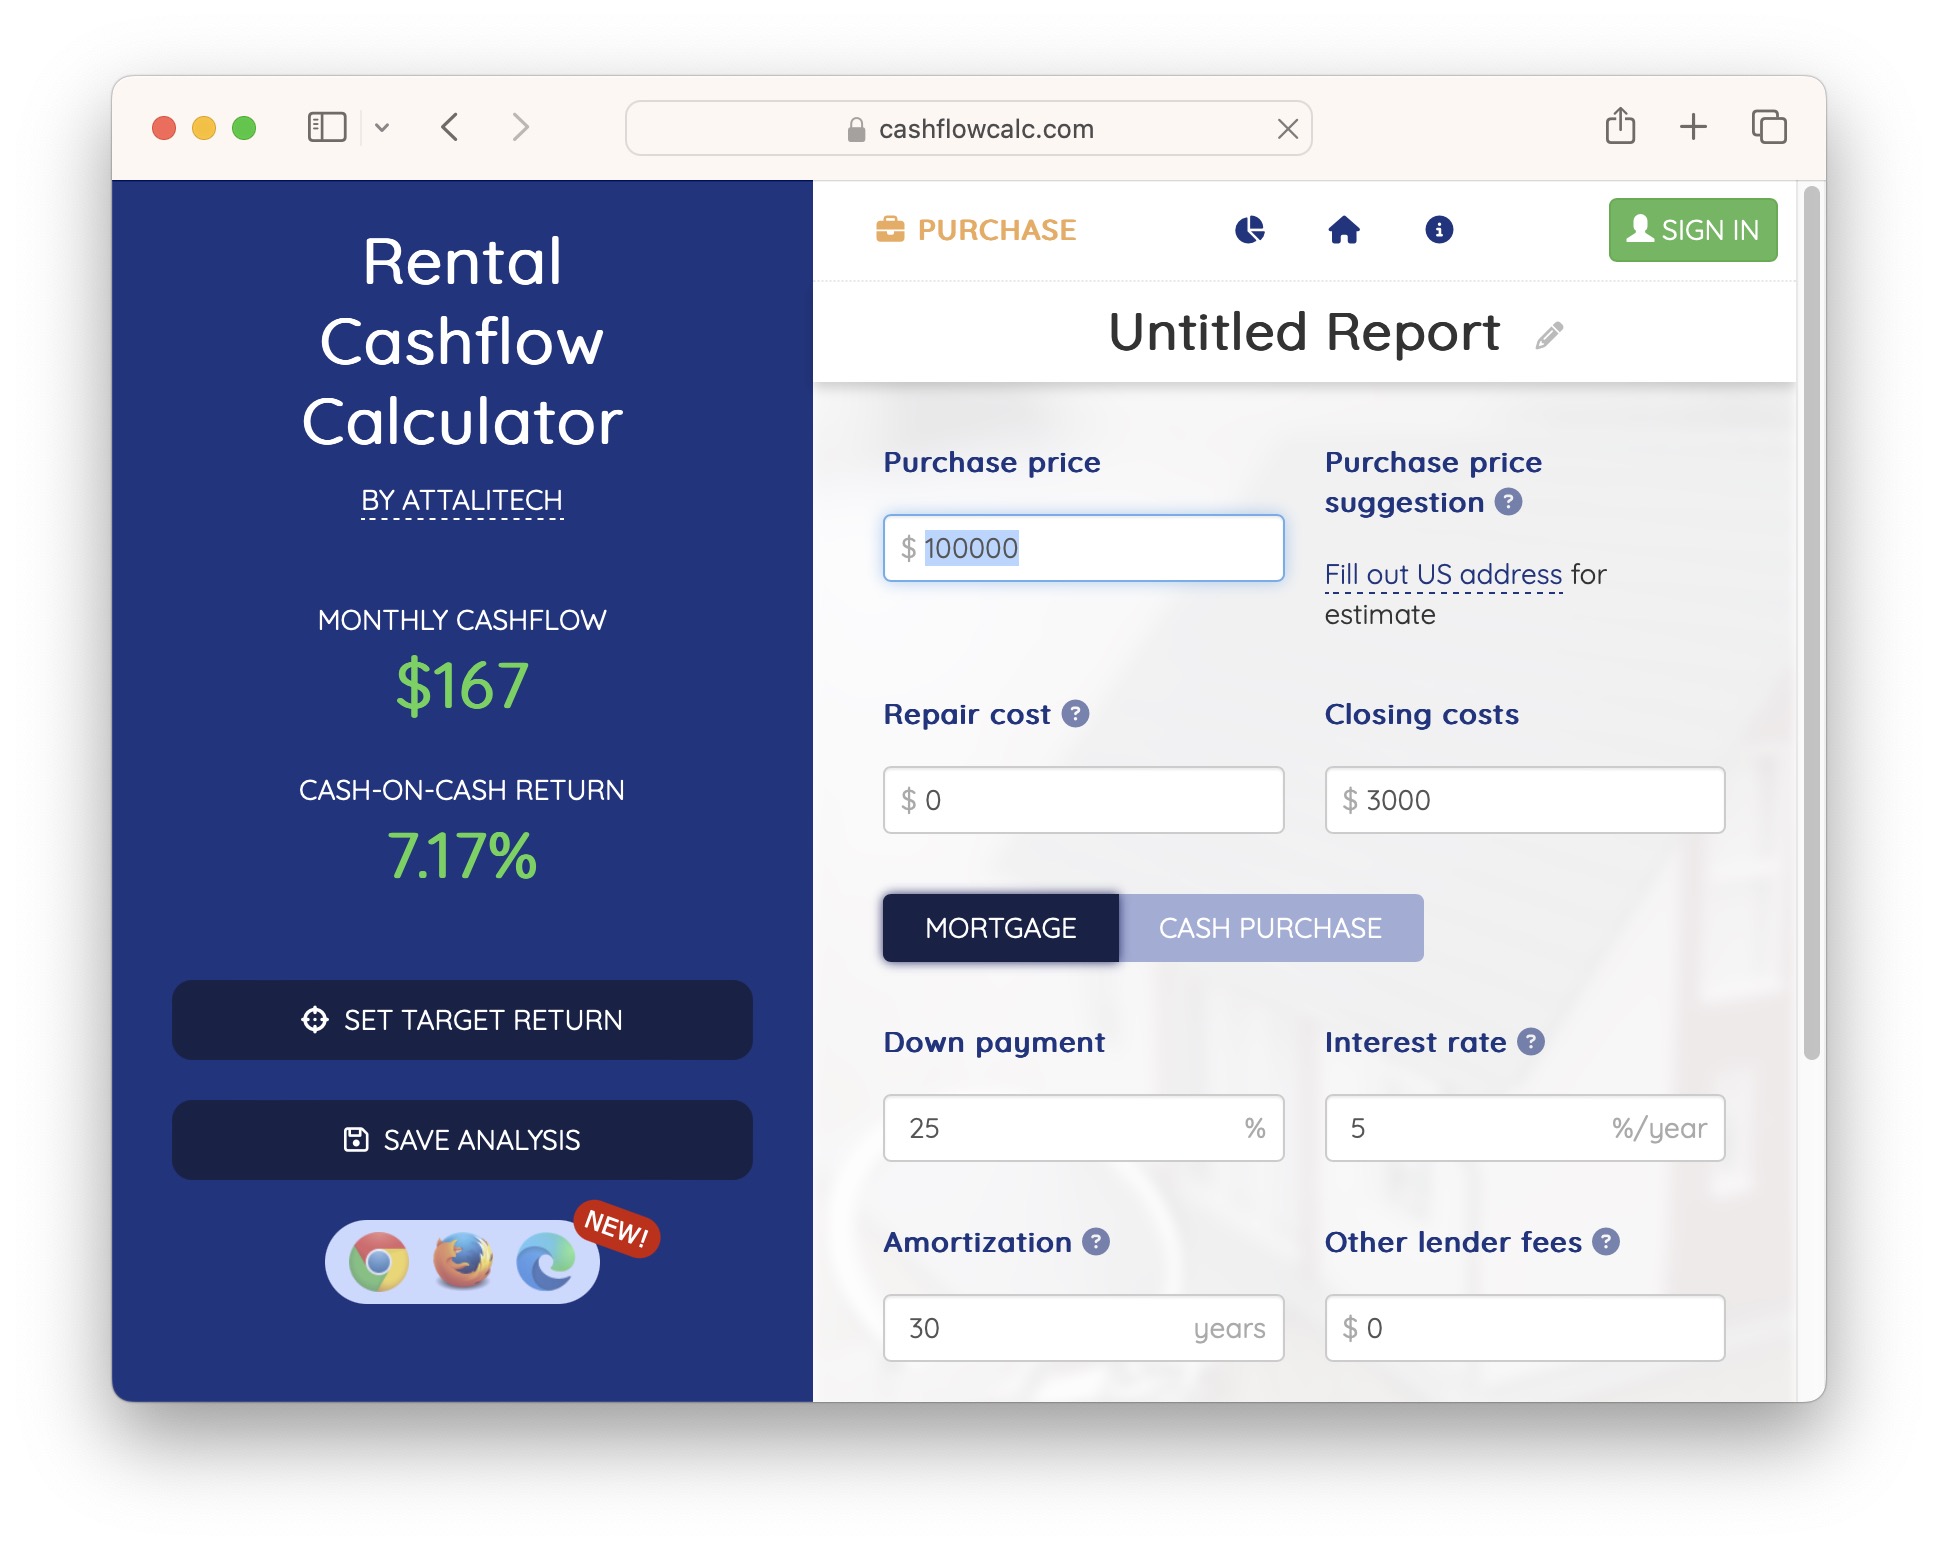 cashflowcalc.com
Rental
Cashflow
Calculator
BY ATTALITECH
MONTHLY CASHFLOW
$167
CASH-ON-CASH RETURN
7.17%
SET TARGET RETURN
SAVE ANALYSIS
NEW!
PURCHASE
SIGN IN
Untitled Report
Purchase price
$ 100000
Purchase price
suggestion ?
Fill out US address for
estimate
Repair cost ?
$ 0
Closing costs
$ 3000
MORTGAGE
CASH PURCHASE
Down payment
25 %
Interest rate ?
5 %/year
Amortization ?
30 years
Other lender fees ?
$ 0